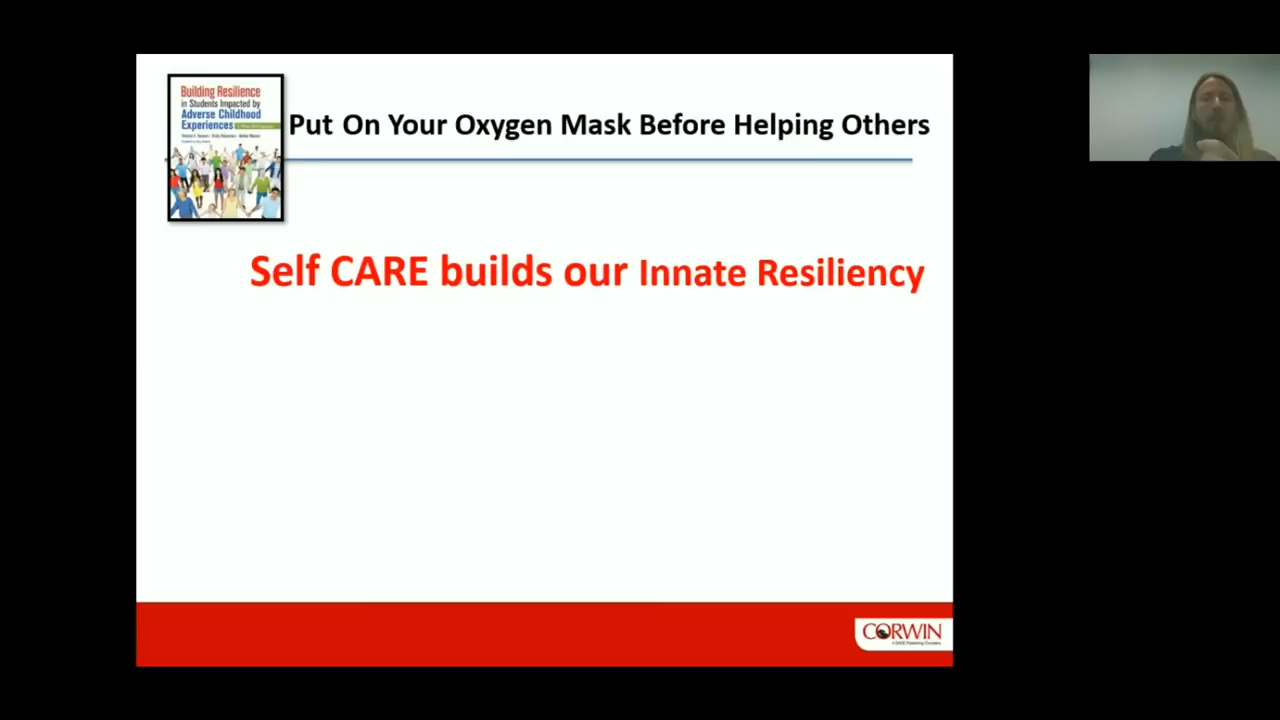 Building Resilience
in Students Impacted by
Adverse Childhood
Experiences
Put On Your Oxygen Mask Before Helping Others
Self CARE builds our Innate Resiliency
CORWIN